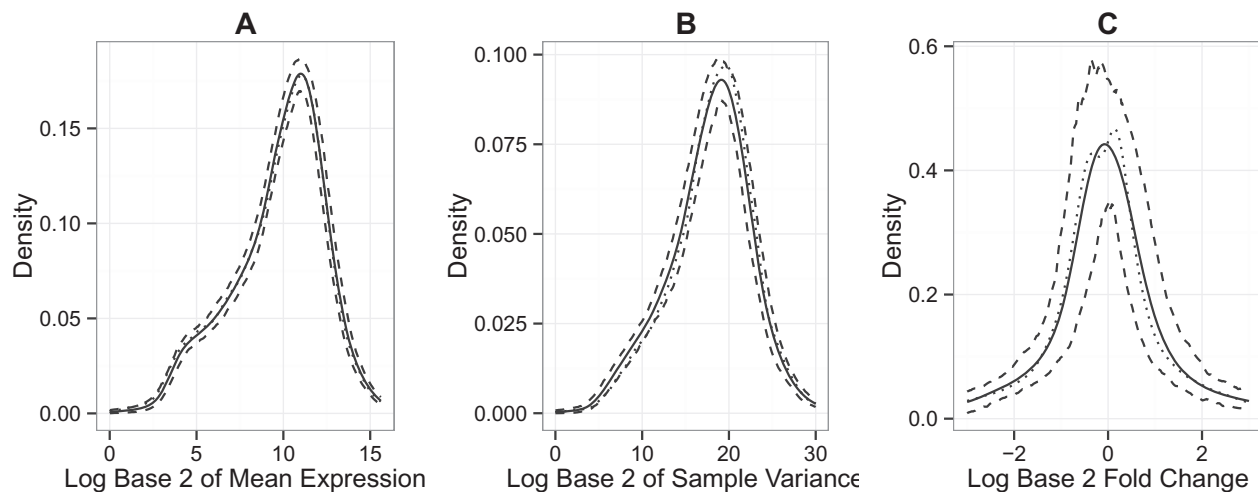 A
Density
0.15
0.10
0.05
0.00
0 5 10 15
Log Base 2 of Mean Expression
B
Density
0.100
0.075
0.050
0.025
0.000
0 10 20 30
Log Base 2 of Sample Variance
C
Density
0.6
0.4
0.2
0.0
−2 0 2
Log Base 2 Fold Change